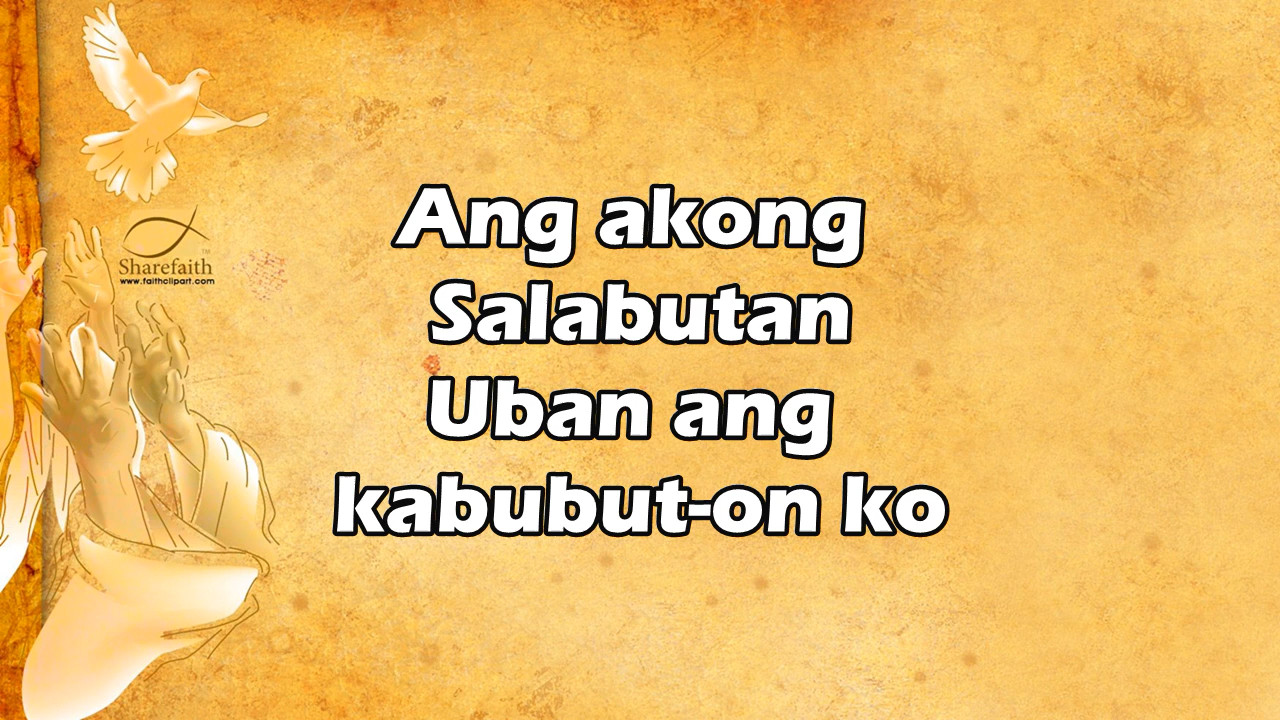 Sharefaith
www.faithclipart.com
Ang akong
Salabutan
Uban ang
kabubut-on ko